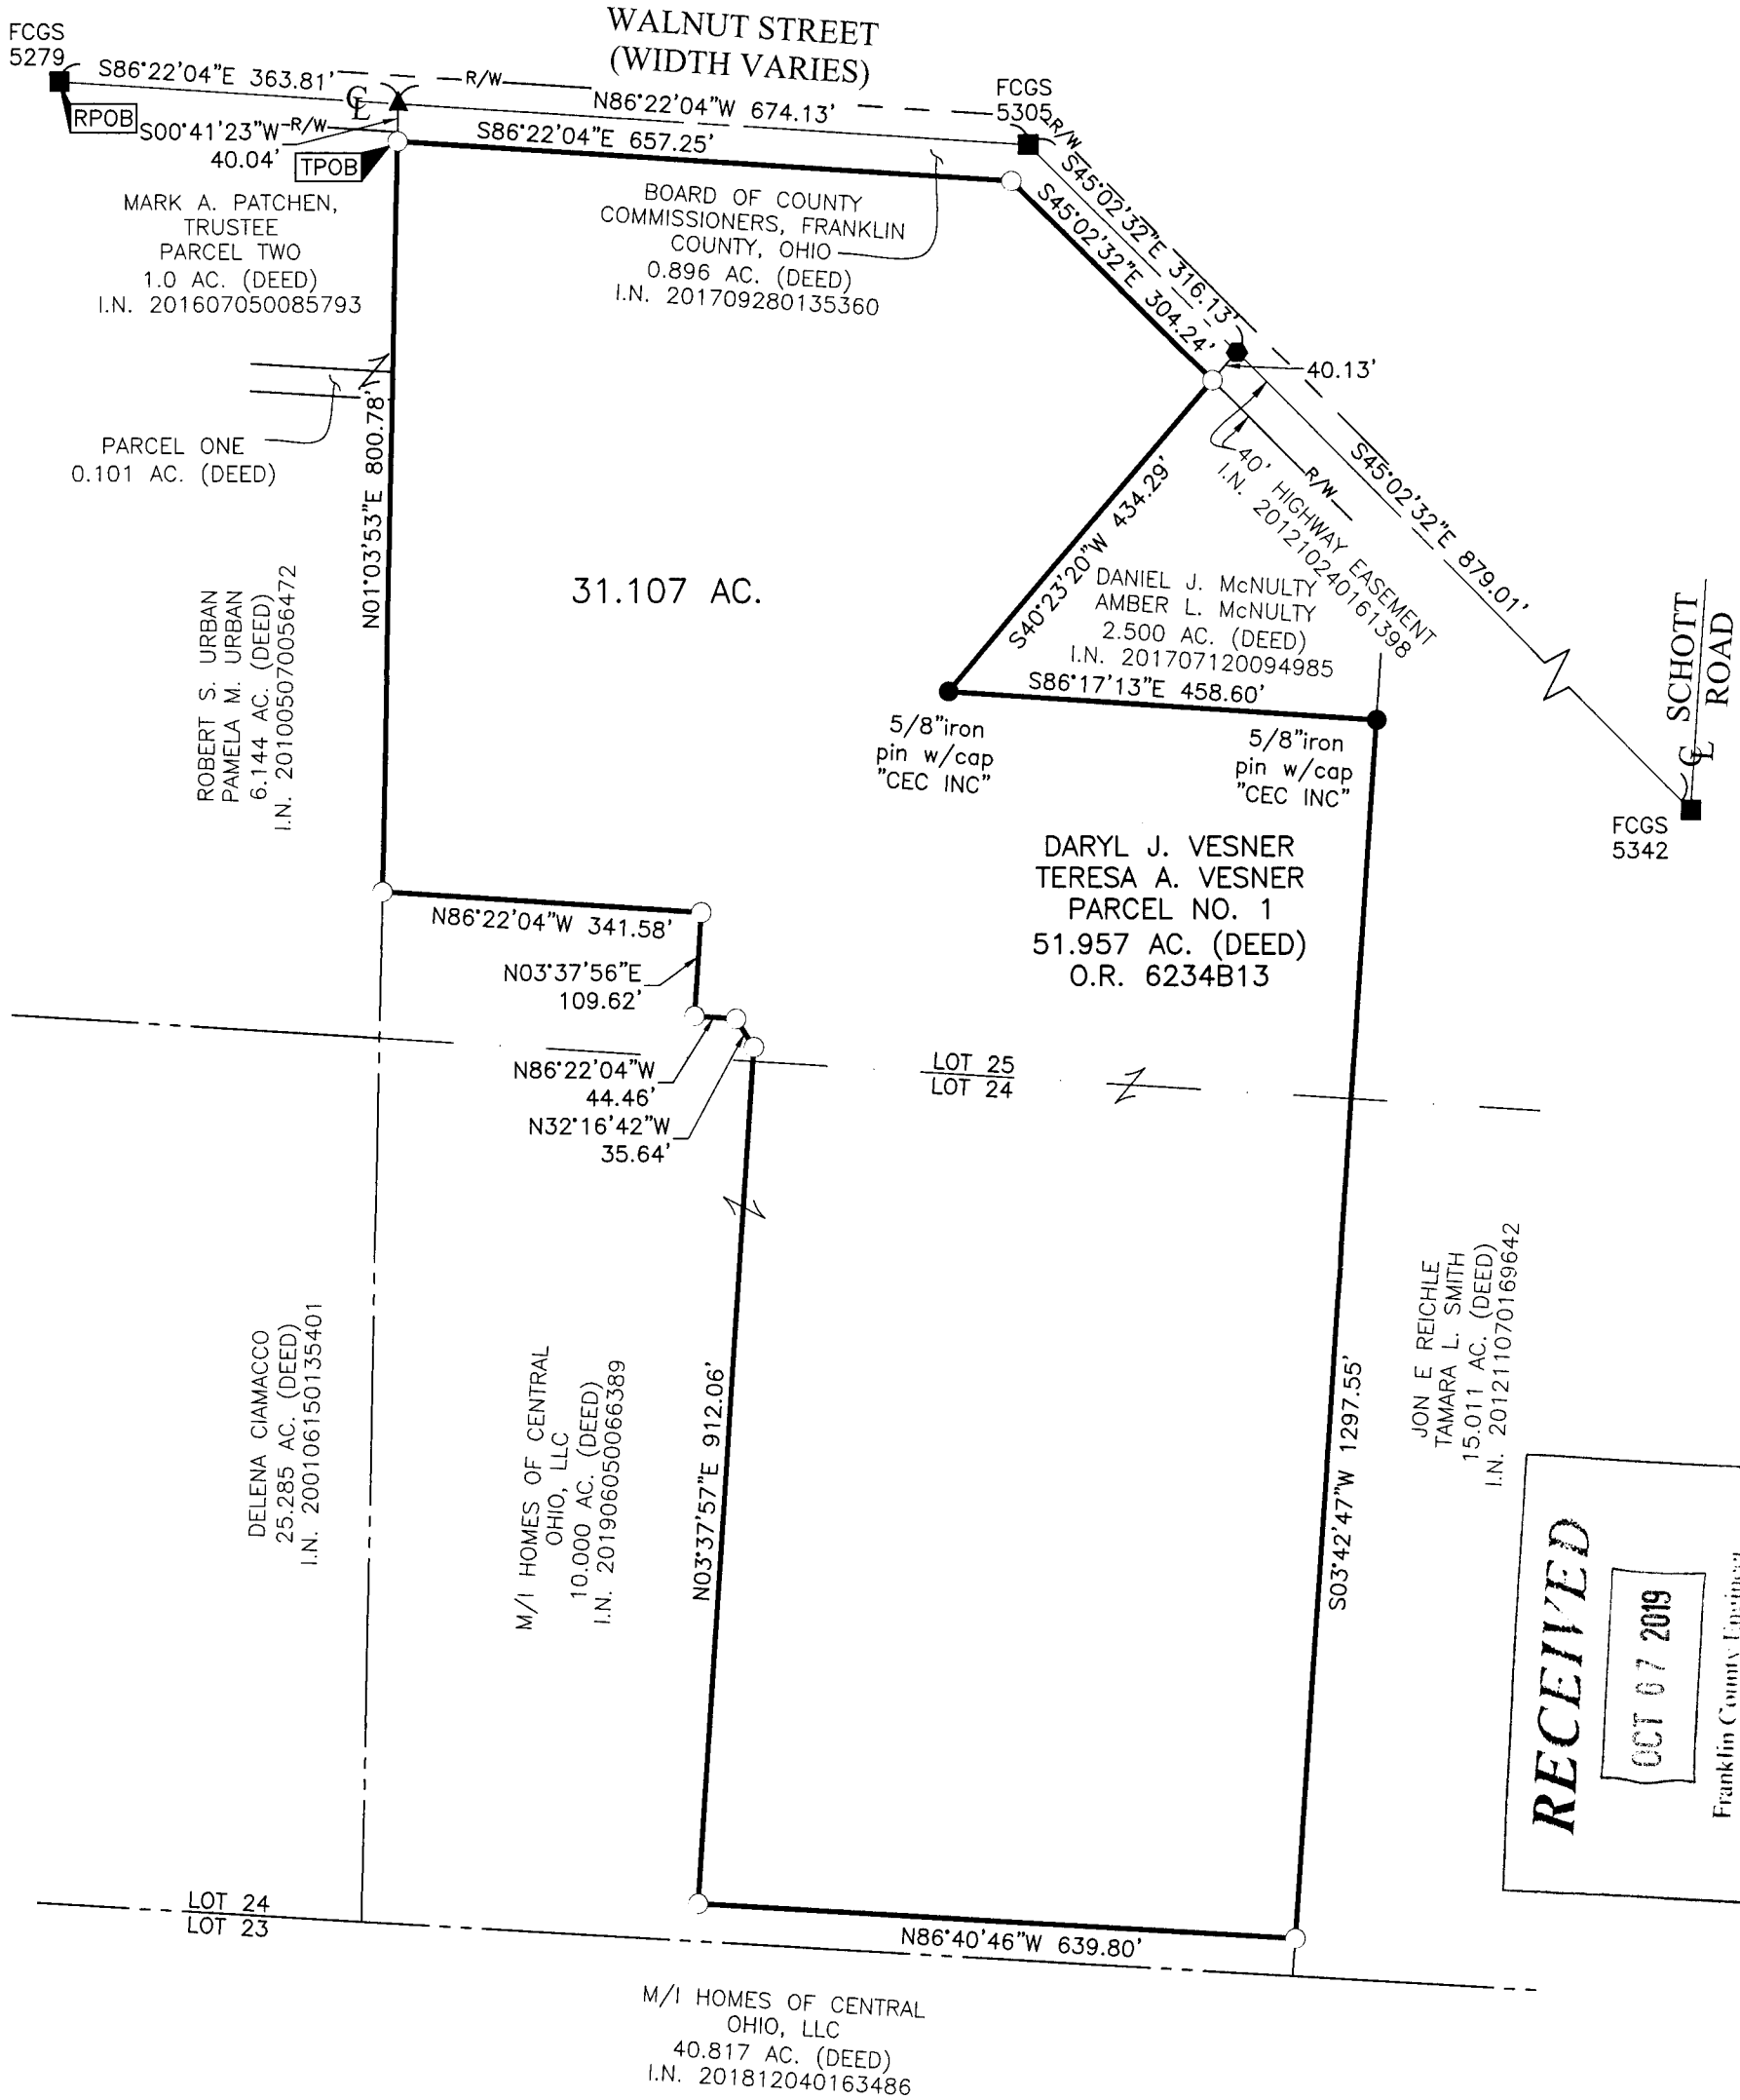 WALNUT STREET
(WIDTH VARIES)
FCGS
5279
S86°22'04"E 363.81'
R/W
FCGS
5305
N86°22'04"W 674.13'
R/W
RPOB
CL
S00°41'23"W
40.04'
R/W
S86°22'04"E 657.25'
TPOB
MARK A. PATCHEN,
TRUSTEE
PARCEL TWO
1.0 AC. (DEED)
I.N. 201607050085793
BOARD OF COUNTY
COMMISSIONERS, FRANKLIN
COUNTY, OHIO
0.896 AC. (DEED)
I.N. 201709280135360
S45°02'32"E 316.13'
S45°02'32"E 304.24'
40.13'
PARCEL ONE
0.101 AC. (DEED)
N01°03'53"E 800.78'
S40°23'20"W 434.29'
R/W
40' HIGHWAY EASEMENT
I.N. 201210240161398
S45°02'32"E 879.01'
31.107 AC.
DANIEL J. McNULTY
AMBER L. McNULTY
2.500 AC. (DEED)
I.N. 201707120094985
S86°17'13"E 458.60'
ROBERT S. URBAN
PAMELA M. URBAN
6.144 AC. (DEED)
I.N. 201005070056472
CL SCHOTT
ROAD
5/8"iron
pin w/cap
"CEC INC"
5/8"iron
pin w/cap
"CEC INC"
FCGS
5342
DARYL J. VESNER
TERESA A. VESNER
PARCEL NO. 1
51.957 AC. (DEED)
O.R. 6234B13
N86°22'04"W 341.58'
N03°37'56"E
109.62'
N86°22'04"W
44.46'
N32°16'42"W
35.64'
LOT 25
LOT 24
DELENA CIAMACCO
25.285 AC. (DEED)
I.N. 200106150135401
M/I HOMES OF CENTRAL
OHIO, LLC
10.000 AC. (DEED)
I.N. 201906050066389
N03°37'57"E 912.06'
S03°42'47"W 1297.55'
JON E REICHLE
TAMARA L. SMITH
15.011 AC. (DEED)
I.N. 201211070169642
RECEIVED
OCT 07 2019
Franklin County Engineer
LOT 24
LOT 23
N86°40'46"W 639.80'
M/I HOMES OF CENTRAL
OHIO, LLC
40.817 AC. (DEED)
I.N. 201812040163486